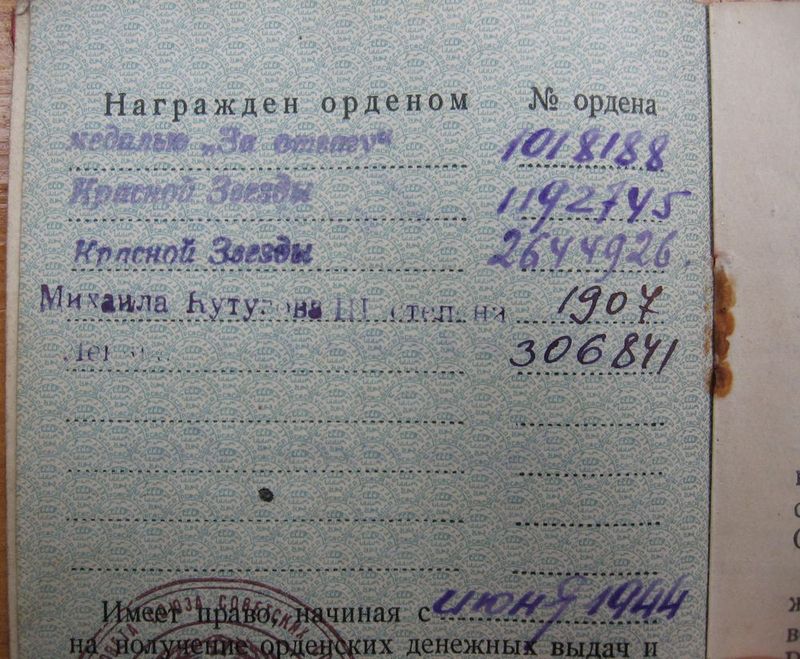 Награжден орденом № ордена
медалью „За отвагу“ 1018188
Красной Звезды 1192745
Красной Звезды 2644926.
Михаила Кутузова III степени 1907
306841
Имеет право, начиная с июня 1944
на получение орденских денежных выдач и